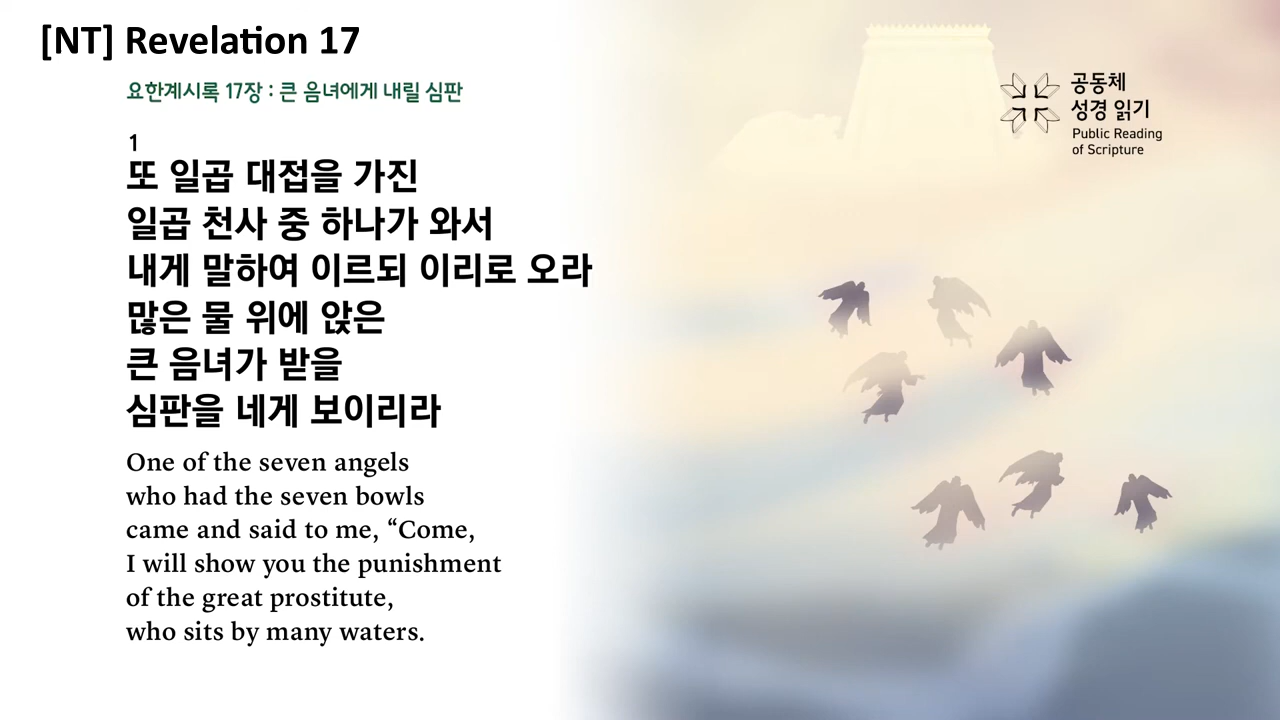 [NT] Revelation 17
요한계시록 17장 : 큰 음녀에게 내릴 심판
공동체
성경 읽기
Public Reading
of Scripture
1
또 일곱 대접을 가진
일곱 천사 중 하나가 와서
내게 말하여 이르되 이리로 오라
많은 물 위에 앉은
큰 음녀가 받을
심판을 네게 보이리라
One of the seven angels
who had the seven bowls
came and said to me, “Come,
I will show you the punishment
of the great prostitute,
who sits by many waters.